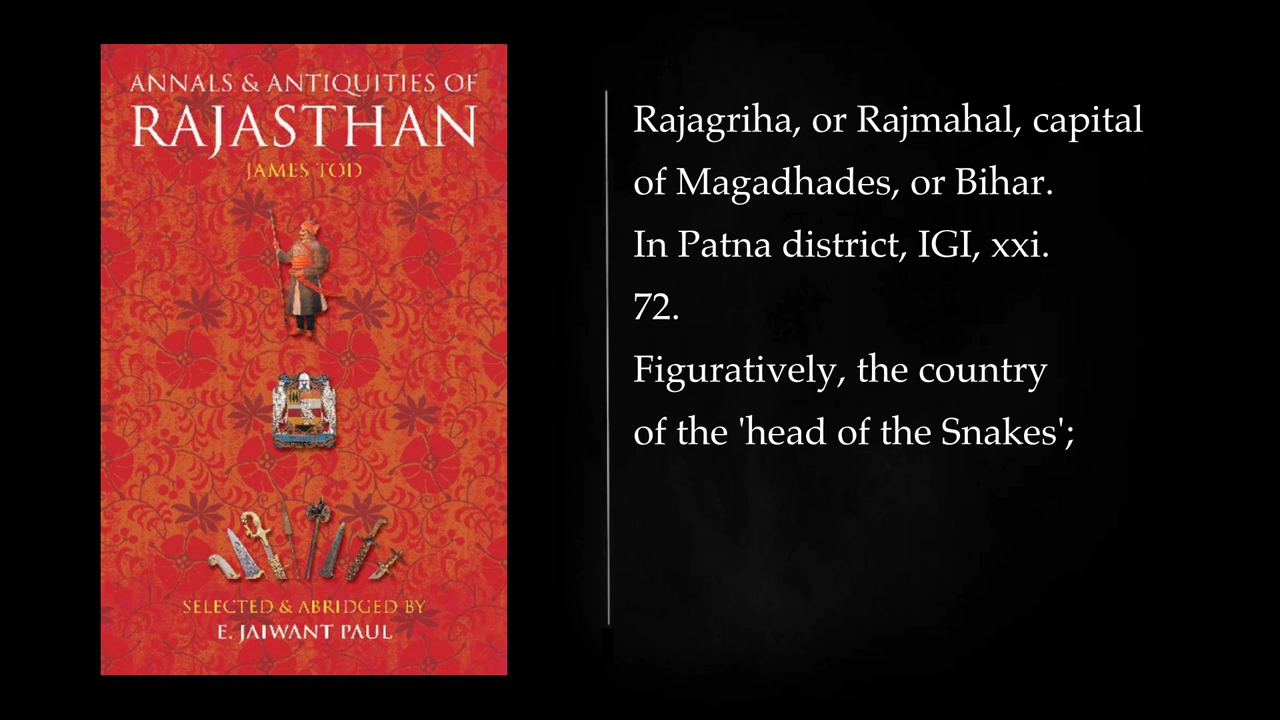 ANNALS & ANTIQUITIES OF
RAJASTHAN
JAMES TOD
SELECTED & ABRIDGED BY
E. JAIWANT PAUL
Rajagriha, or Rajmahal, capital
of Magadhades, or Bihar.
In Patna district, IGI, xxi.
72.
Figuratively, the country
of the 'head of the Snakes';